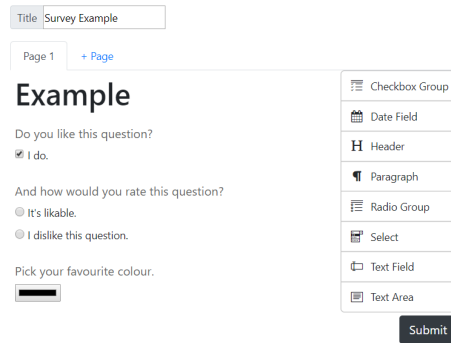 Title Survey Example
Page 1 + Page
Example
Do you like this question?
I do.
And how would you rate this question?
It's likable.
I dislike this question.
Pick your favourite colour.
Checkbox Group
Date Field
H Header
¶ Paragraph
Radio Group
Select
Text Field
Text Area
Submit